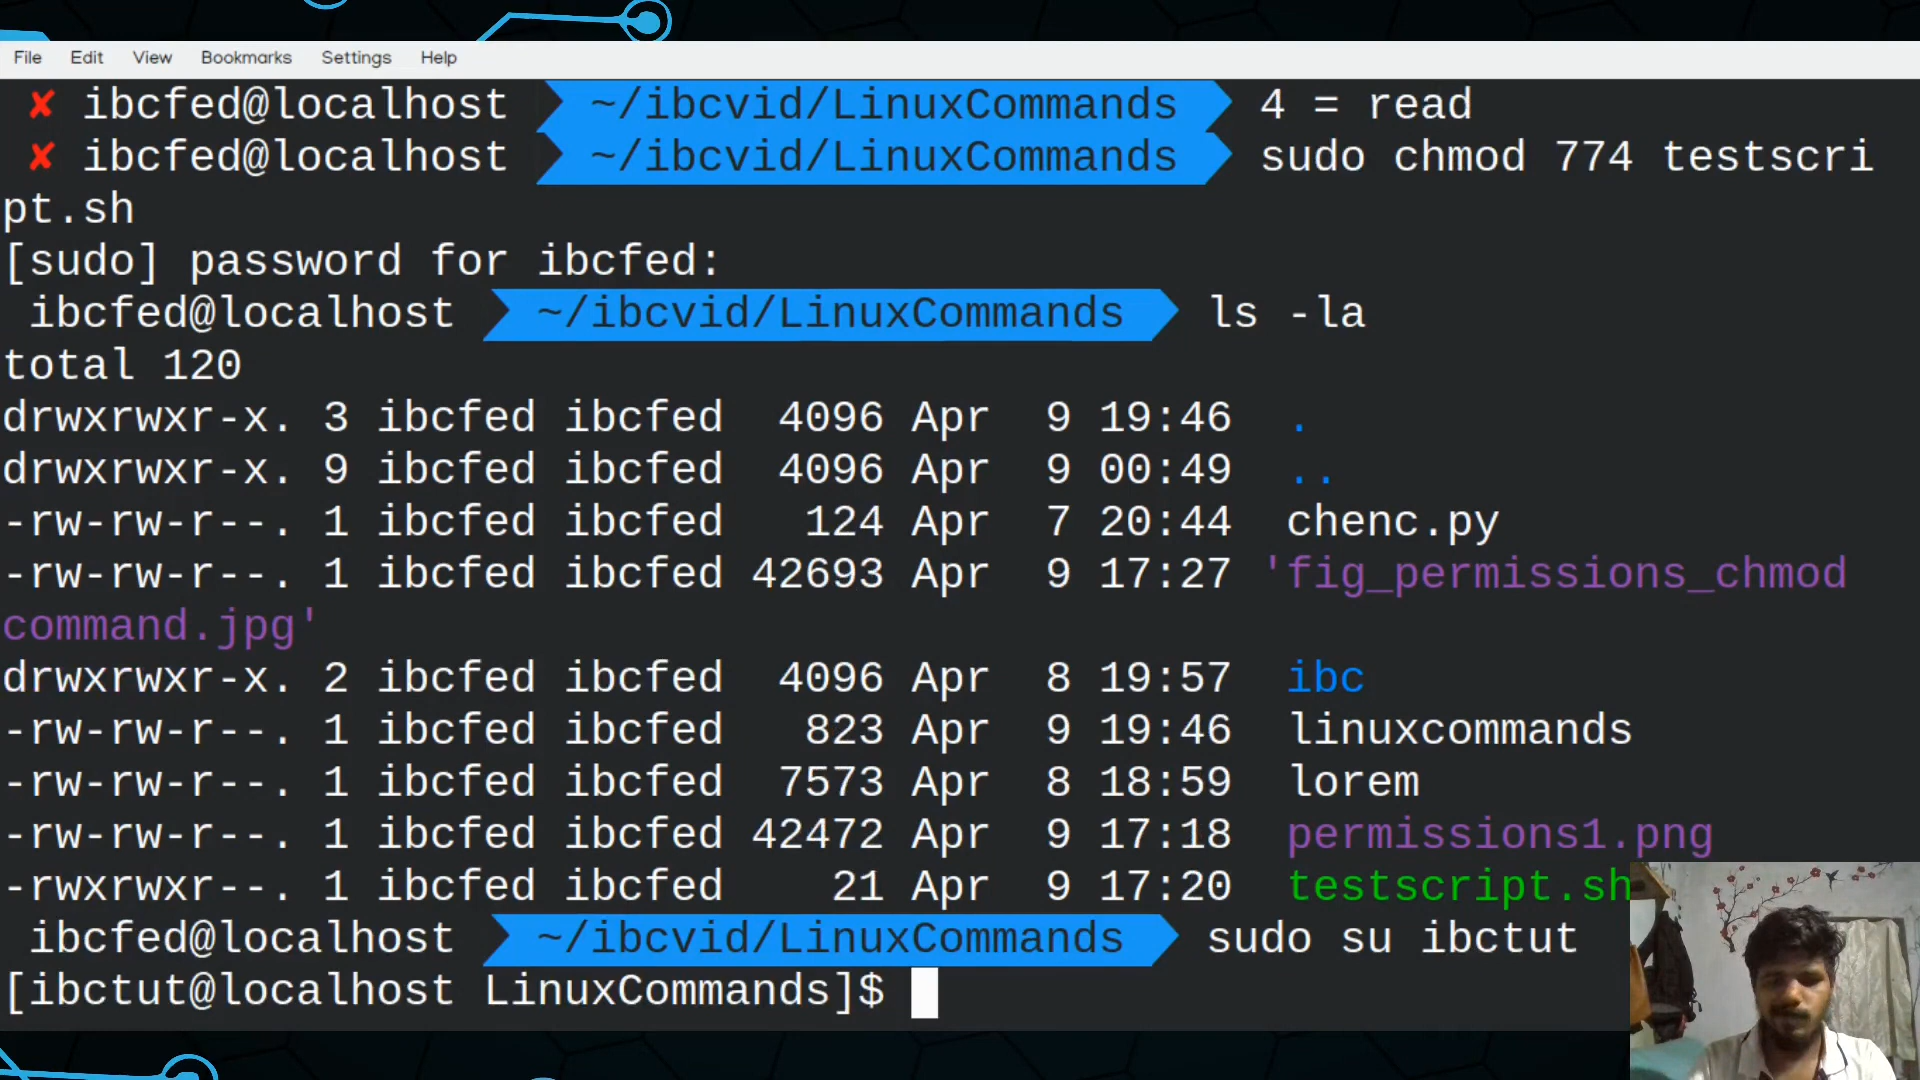 File Edit View Bookmarks Settings Help
✘ ibcfed@localhost ~/ibcvid/LinuxCommands 4 = read
✘ ibcfed@localhost ~/ibcvid/LinuxCommands sudo chmod 774 testscri
pt.sh
[sudo] password for ibcfed:
ibcfed@localhost ~/ibcvid/LinuxCommands ls -la
total 120
drwxrwxr-x. 3 ibcfed ibcfed 4096 Apr 9 19:46 .
drwxrwxr-x. 9 ibcfed ibcfed 4096 Apr 9 00:49 ..
-rw-rw-r--. 1 ibcfed ibcfed 124 Apr 7 20:44 chenc.py
-rw-rw-r--. 1 ibcfed ibcfed 42693 Apr 9 17:27 'fig_permissions_chmod
command.jpg'
drwxrwxr-x. 2 ibcfed ibcfed 4096 Apr 8 19:57 ibc
-rw-rw-r--. 1 ibcfed ibcfed 823 Apr 9 19:46 linuxcommands
-rw-rw-r--. 1 ibcfed ibcfed 7573 Apr 8 18:59 lorem
-rw-rw-r--. 1 ibcfed ibcfed 42472 Apr 9 17:18 permissions1.png
-rwxrwxr--. 1 ibcfed ibcfed 21 Apr 9 17:20 testscript.sh
ibcfed@localhost ~/ibcvid/LinuxCommands sudo su ibctut
[ibctut@localhost LinuxCommands]$